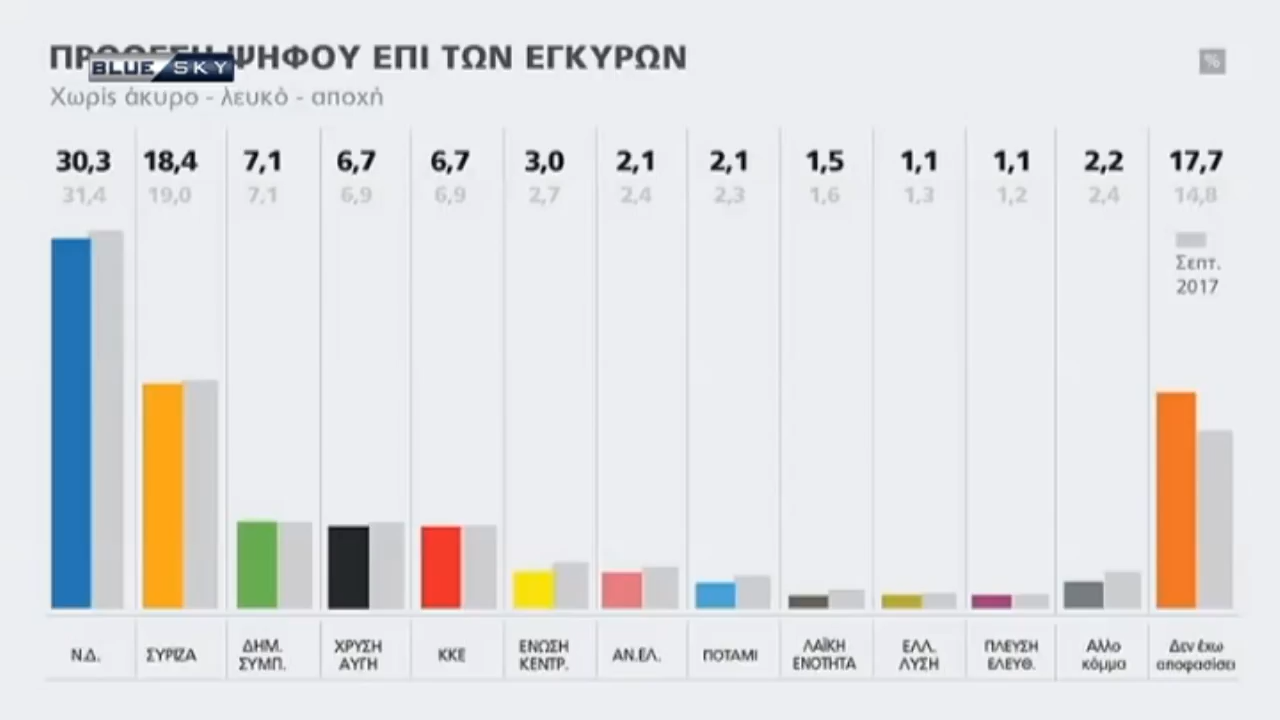 ΠΡΟΘΕΣΗ ΨΗΦΟΥ ΕΠΙ ΤΩΝ ΕΓΚΥΡΩΝ
BLUE SKY
%
Χωρίς άκυρο - λευκό - αποχή
30,3 18,4 7,1 6,7 6,7 3,0 2,1 2,1 1,5 1,1 1,1 2,2 17,7
31,4 19,0 7,1 6,9 6,9 2,7 2,4 2,3 1,6 1,3 1,2 2,4 14,8
Σεπτ.
2017
Ν.Δ.
ΣΥΡΙΖΑ
ΔΗΜ.
ΣΥΜΠ.
ΧΡΥΣΗ
ΑΥΓΗ
ΚΚΕ
ΕΝΩΣΗ
ΚΕΝΤΡ.
ΑΝ.ΕΛ.
ΠΟΤΑΜΙ
ΛΑΪΚΗ
ΕΝΟΤΗΤΑ
ΕΛΛ.
ΛΥΣΗ
ΠΛΕΥΣΗ
ΕΛΕΥΘ.
Αλλο
κόμμα
Δεν έχω
αποφασίσει